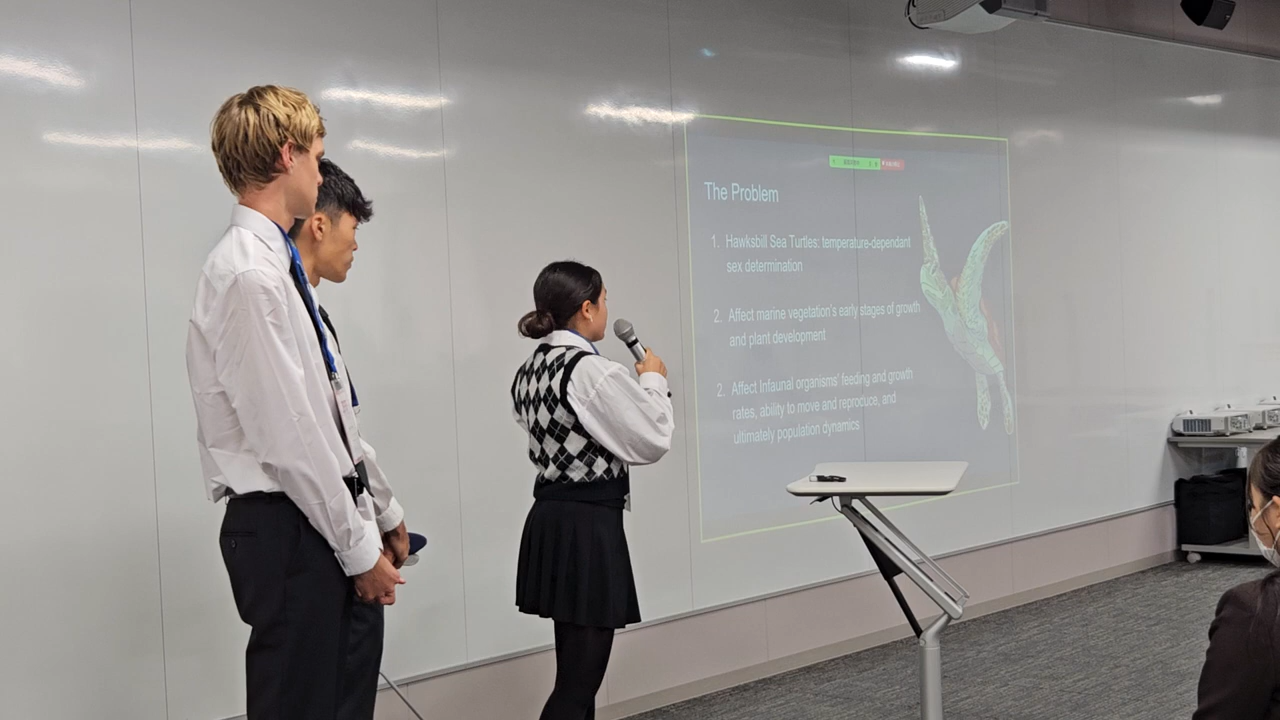 The Problem
1. Hawksbill Sea Turtles: temperature-dependant
sex determination
2. Affect marine vegetation's early stages of growth
and plant development
2. Affect Infaunal organisms' feeding and growth
rates, ability to move and reproduce, and
ultimately population dynamics